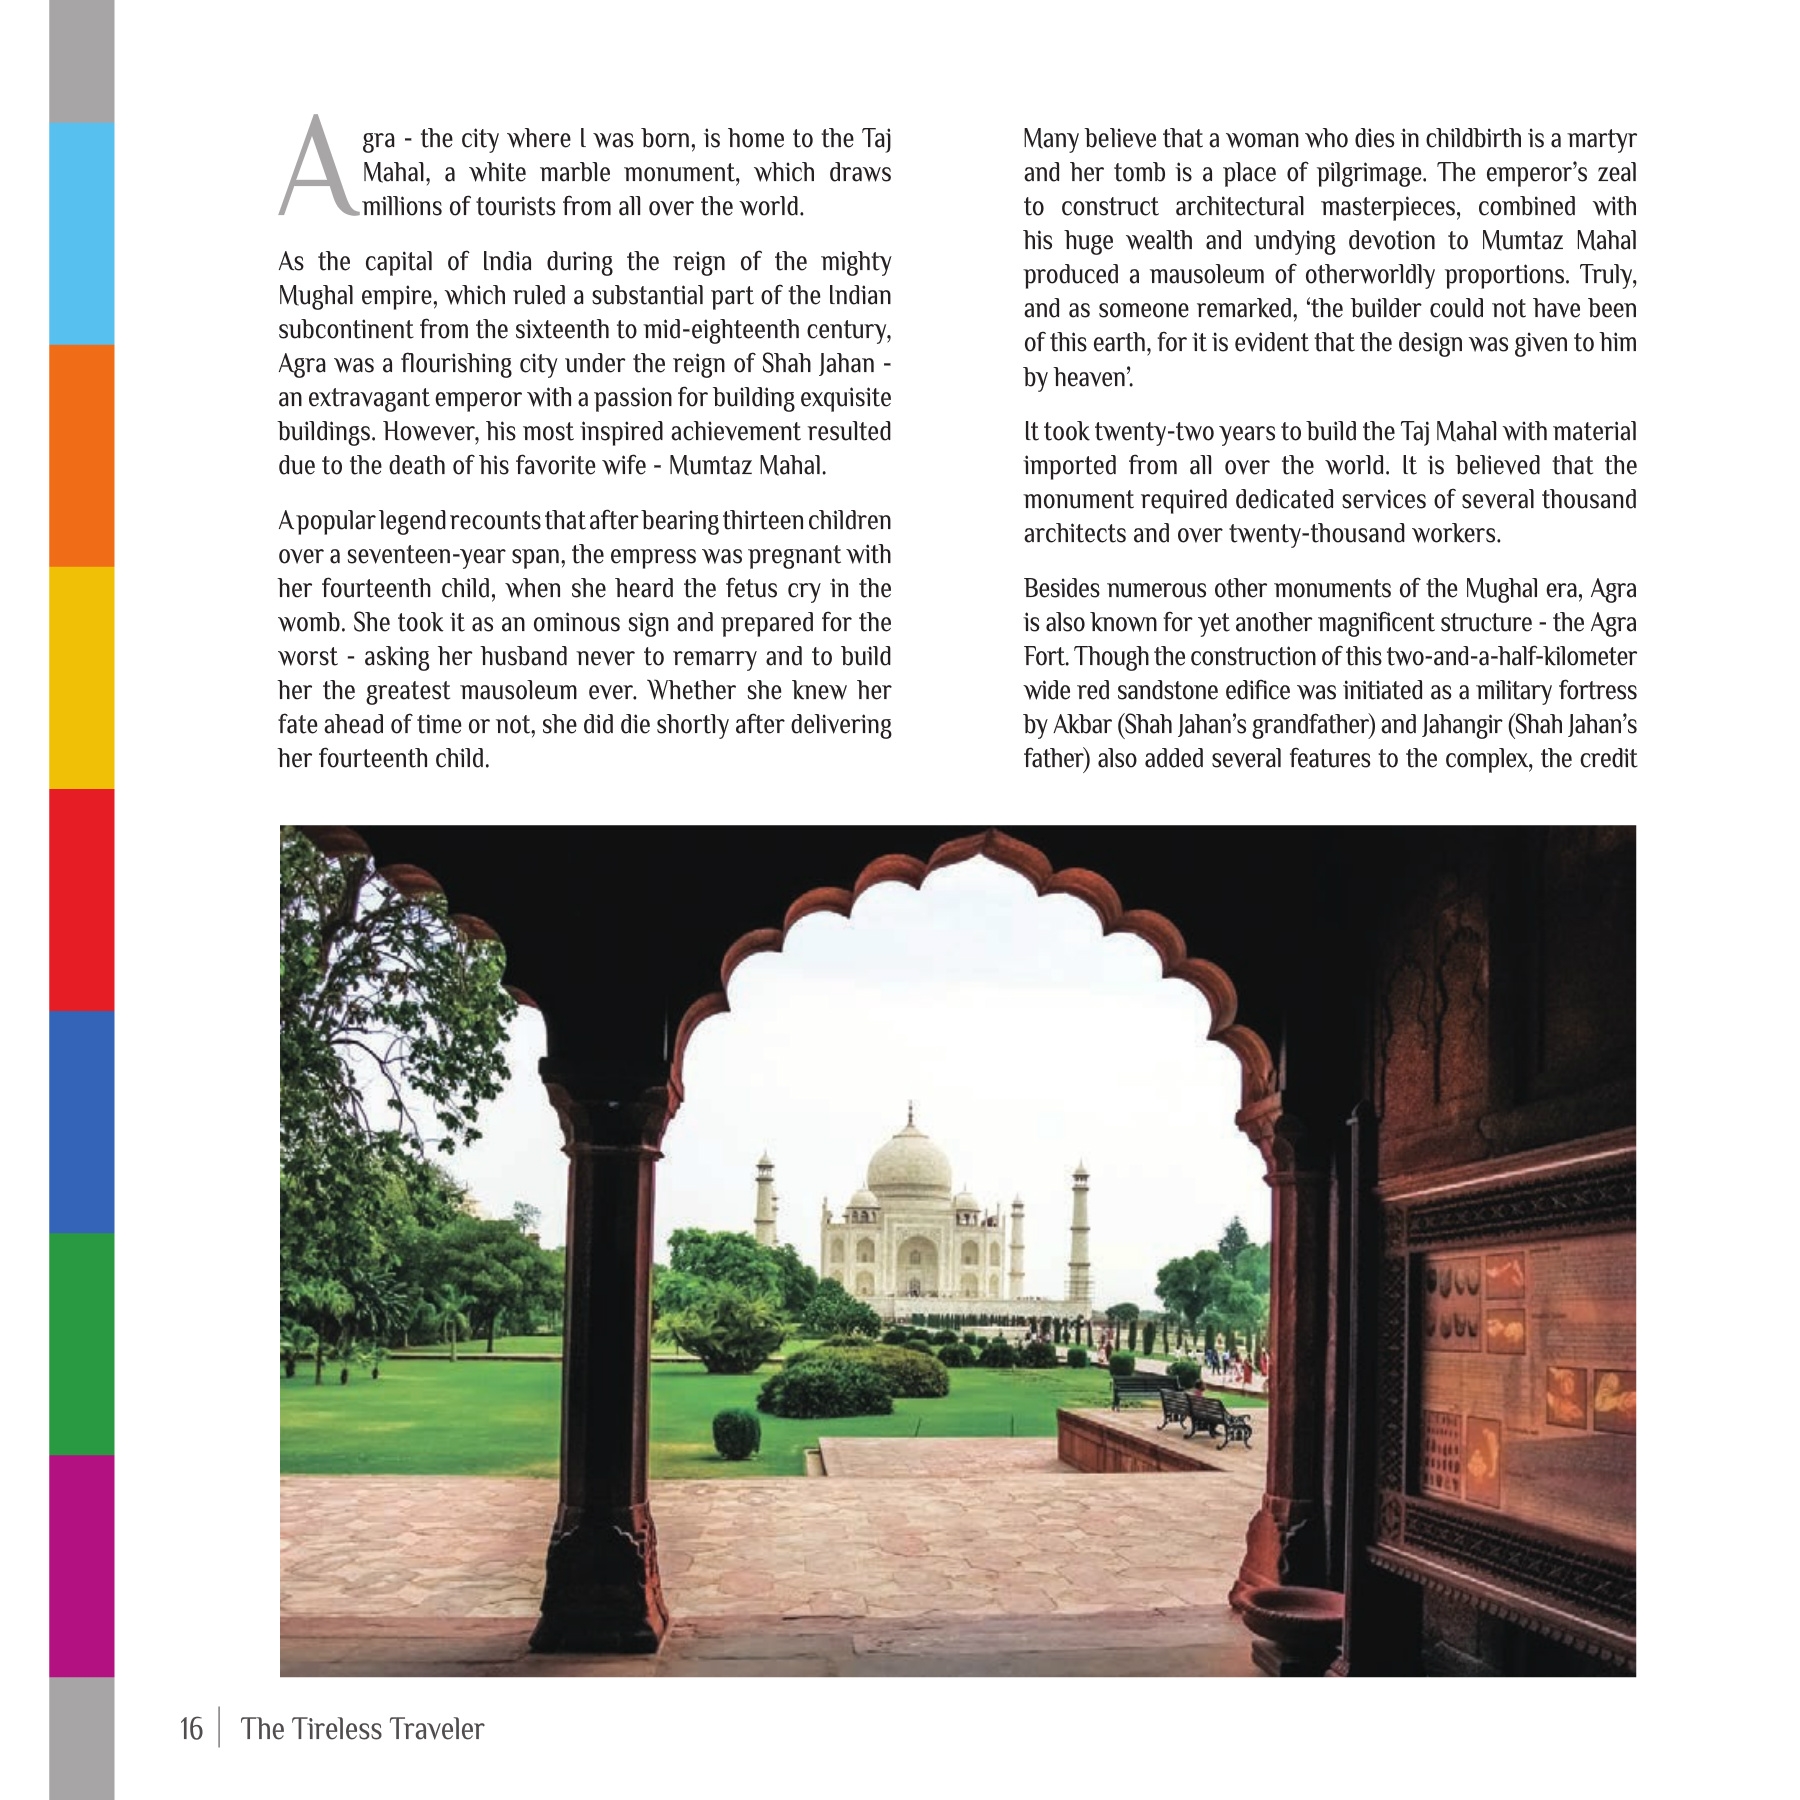 Agra - the city where I was born, is home to the Taj
Mahal, a white marble monument, which draws
millions of tourists from all over the world.
As the capital of India during the reign of the mighty
Mughal empire, which ruled a substantial part of the Indian
subcontinent from the sixteenth to mid-eighteenth century,
Agra was a flourishing city under the reign of Shah Jahan -
an extravagant emperor with a passion for building exquisite
buildings. However, his most inspired achievement resulted
due to the death of his favorite wife - Mumtaz Mahal.
A popular legend recounts that after bearing thirteen children
over a seventeen-year span, the empress was pregnant with
her fourteenth child, when she heard the fetus cry in the
womb. She took it as an ominous sign and prepared for the
worst - asking her husband never to remarry and to build
her the greatest mausoleum ever. Whether she knew her
fate ahead of time or not, she did die shortly after delivering
her fourteenth child.
Many believe that a woman who dies in childbirth is a martyr
and her tomb is a place of pilgrimage. The emperor’s zeal
to construct architectural masterpieces, combined with
his huge wealth and undying devotion to Mumtaz Mahal
produced a mausoleum of otherworldly proportions. Truly,
and as someone remarked, ‘the builder could not have been
of this earth, for it is evident that the design was given to him
by heaven’.
It took twenty-two years to build the Taj Mahal with material
imported from all over the world. It is believed that the
monument required dedicated services of several thousand
architects and over twenty-thousand workers.
Besides numerous other monuments of the Mughal era, Agra
is also known for yet another magnificent structure - the Agra
Fort. Though the construction of this two-and-a-half-kilometer
wide red sandstone edifice was initiated as a military fortress
by Akbar (Shah Jahan’s grandfather) and Jahangir (Shah Jahan’s
father) also added several features to the complex, the credit
16 | The Tireless Traveler